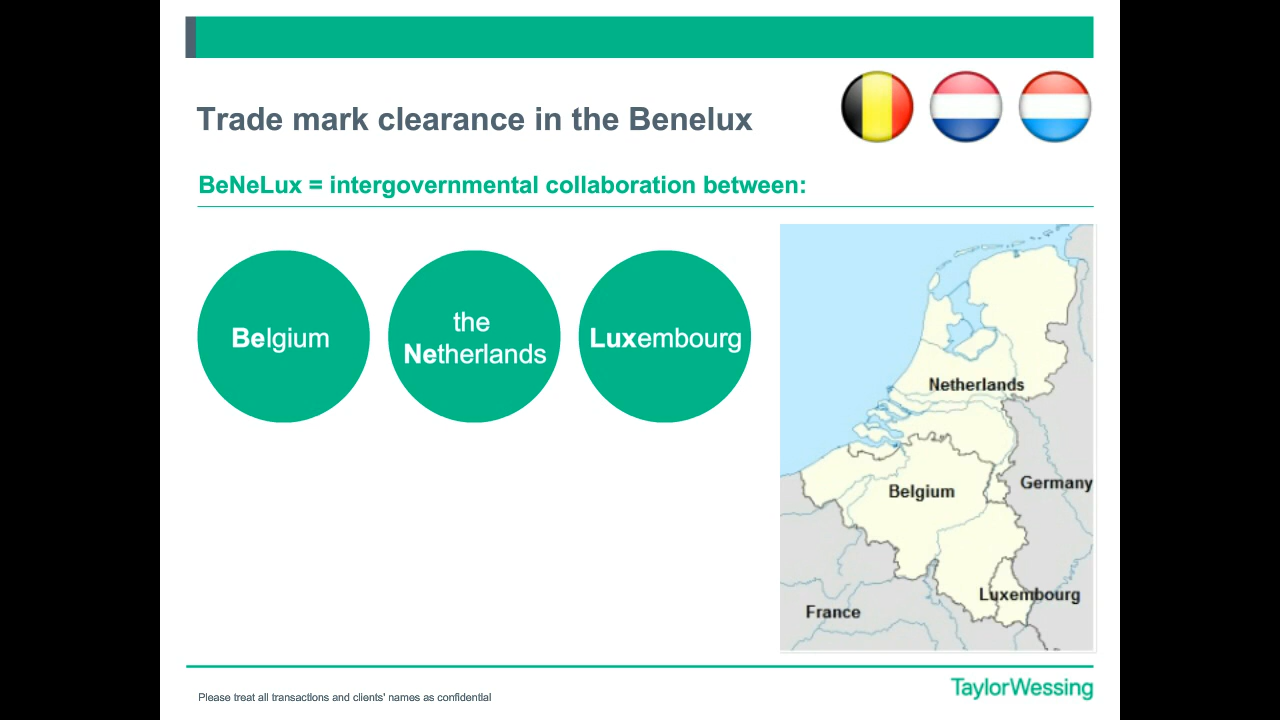 Trade mark clearance in the Benelux
BeNeLux = intergovernmental collaboration between:
Belgium
the
Netherlands
Luxembourg
Netherlands
Belgium
Germany
Luxembourg
France
Please treat all transactions and clients' names as confidential
TaylorWessing